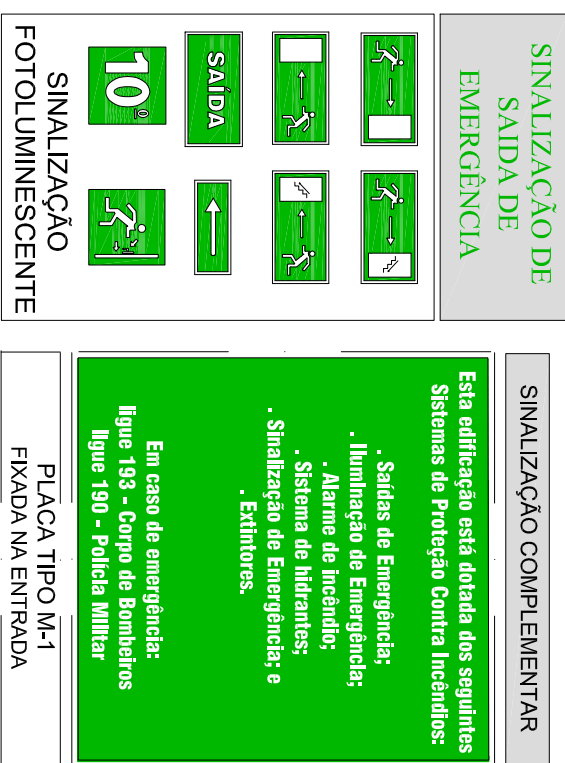 SINALIZAÇÃO DE
SAIDA DE
EMERGÊNCIA
SAÍDA
10º
SINALIZAÇÃO
FOTOLUMINESCENTE
SINALIZAÇÃO COMPLEMENTAR
Esta edificação está dotada dos seguintes
Sistemas de Proteção Contra Incêndios:
. Saídas de Emergência;
. Iluminação de Emergência;
. Alarme de incêndio;
. Sistema de hidrantes;
. Sinalização de Emergência; e
. Extintores.
Em caso de emergência:
ligue 193 - Corpo de Bombeiros
ligue 190 - Polícia Militar
PLACA TIPO M-1
FIXADA NA ENTRADA